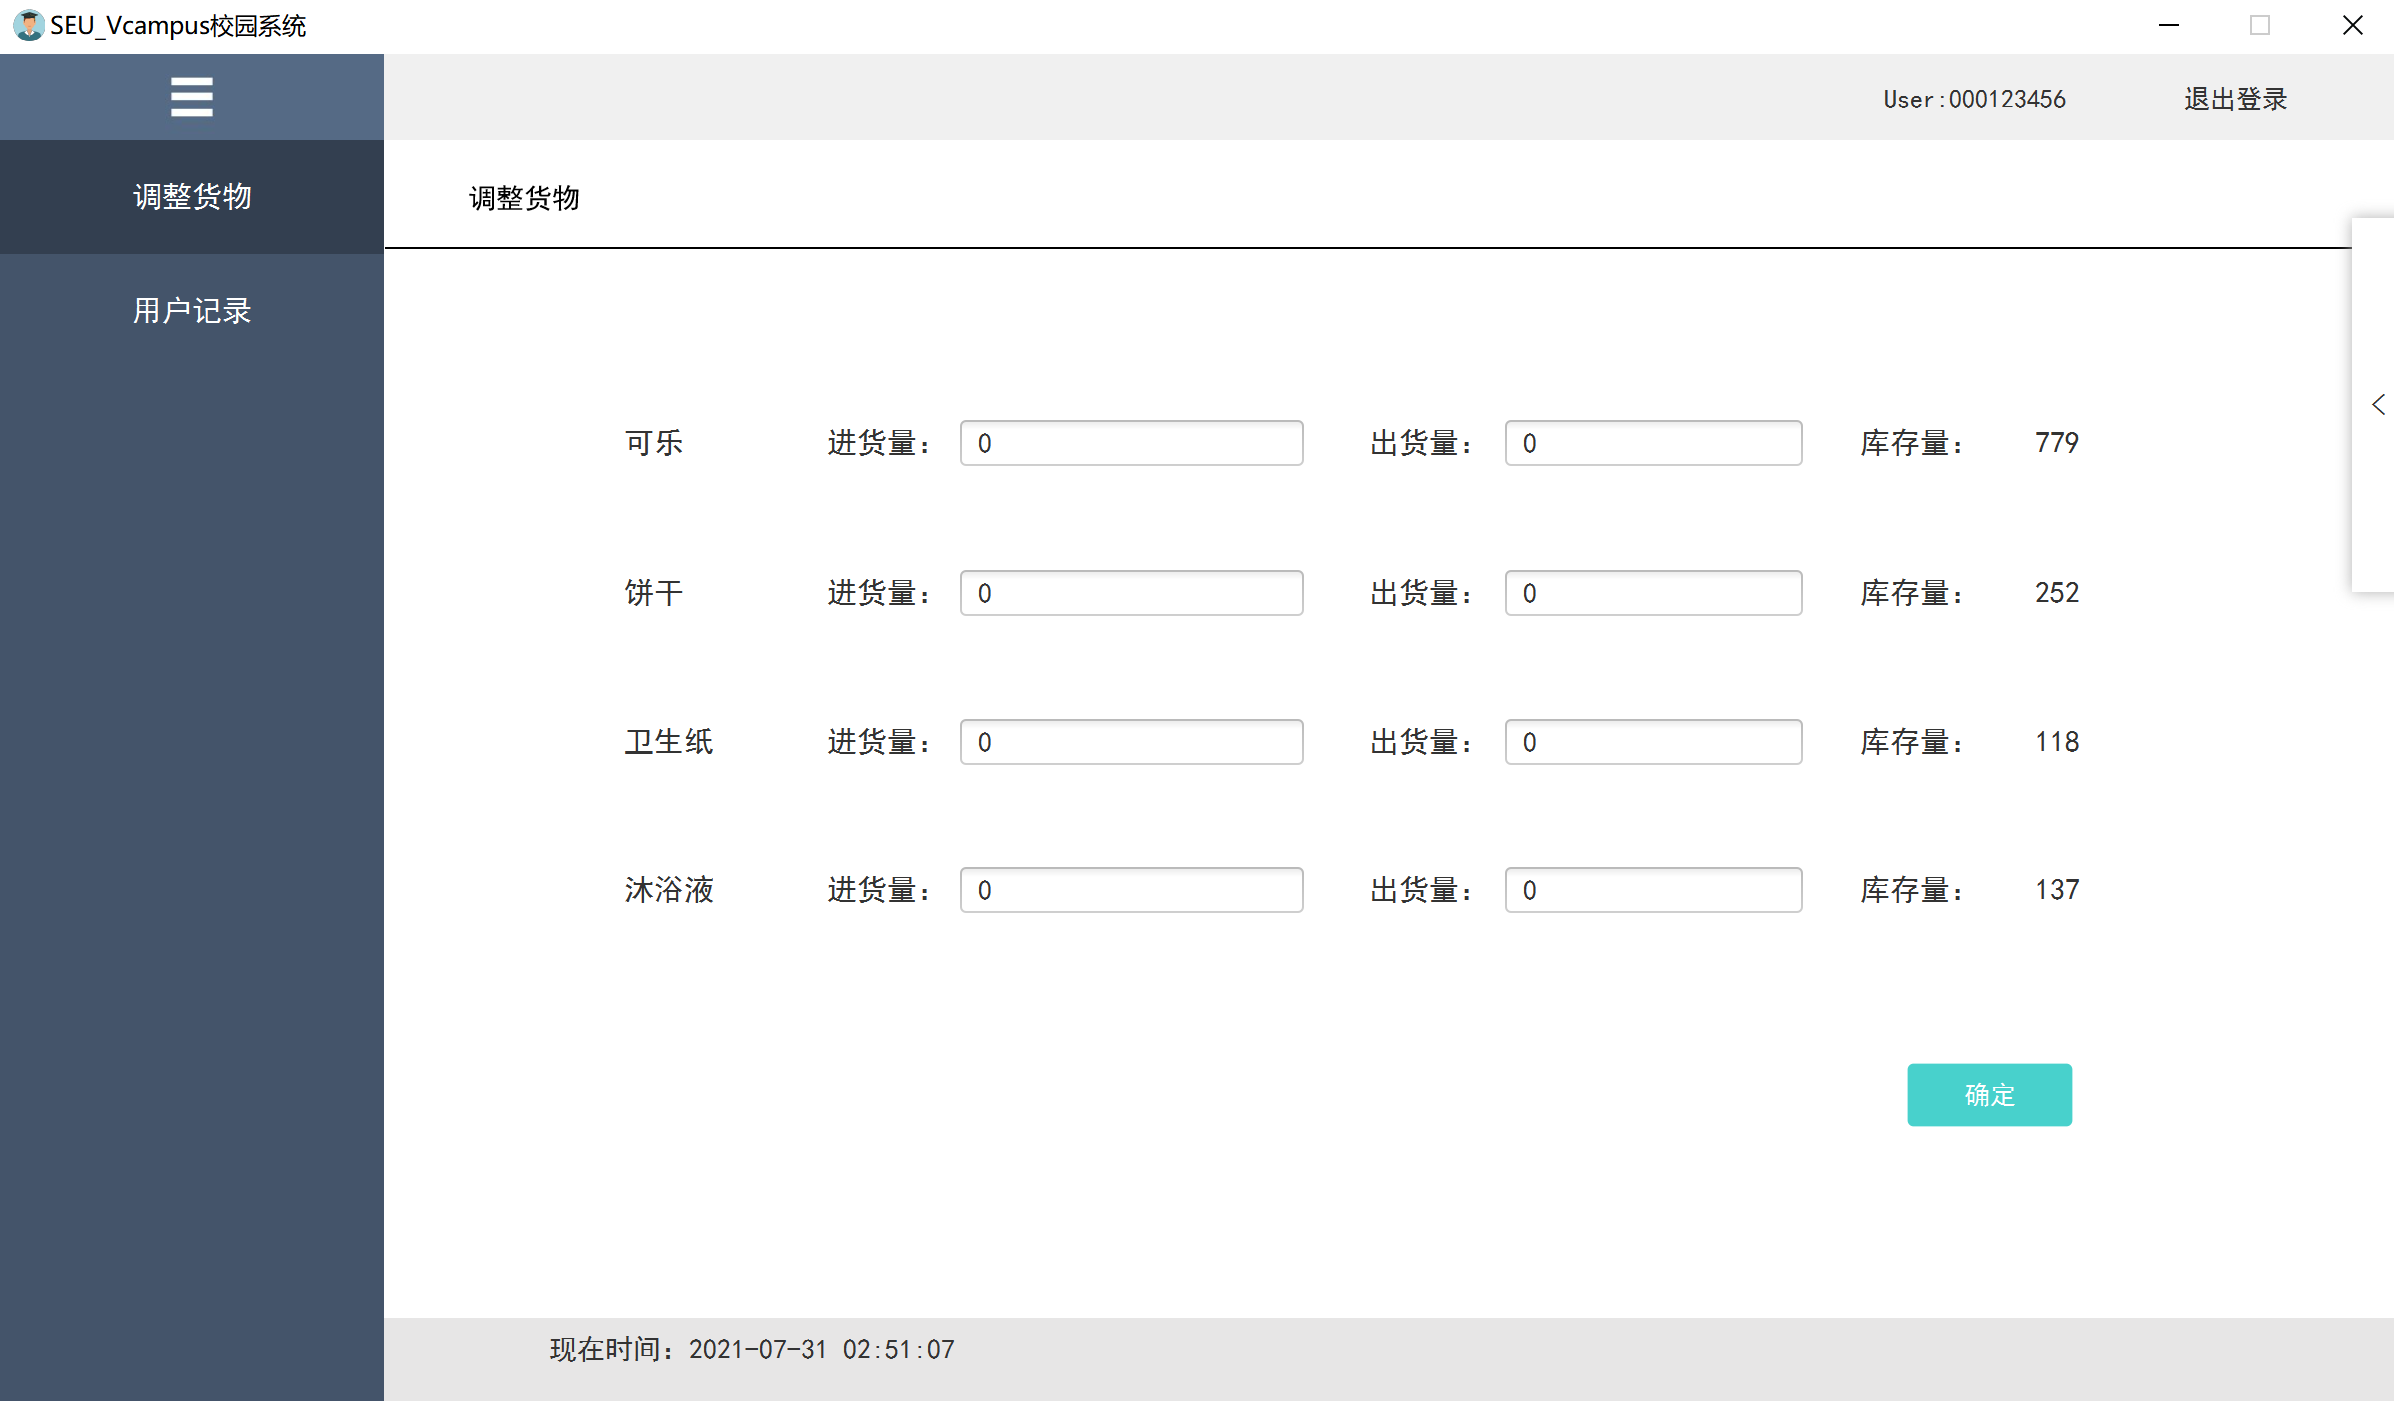 SEU_Vcampus校园系统
User:000123456 退出登录
调整货物
用户记录
调整货物
可乐 进货量： 0 出货量： 0 库存量： 779
饼干 进货量： 0 出货量： 0 库存量： 252
卫生纸 进货量： 0 出货量： 0 库存量： 118
沐浴液 进货量： 0 出货量： 0 库存量： 137
确定
现在时间：2021-07-31 02:51:07